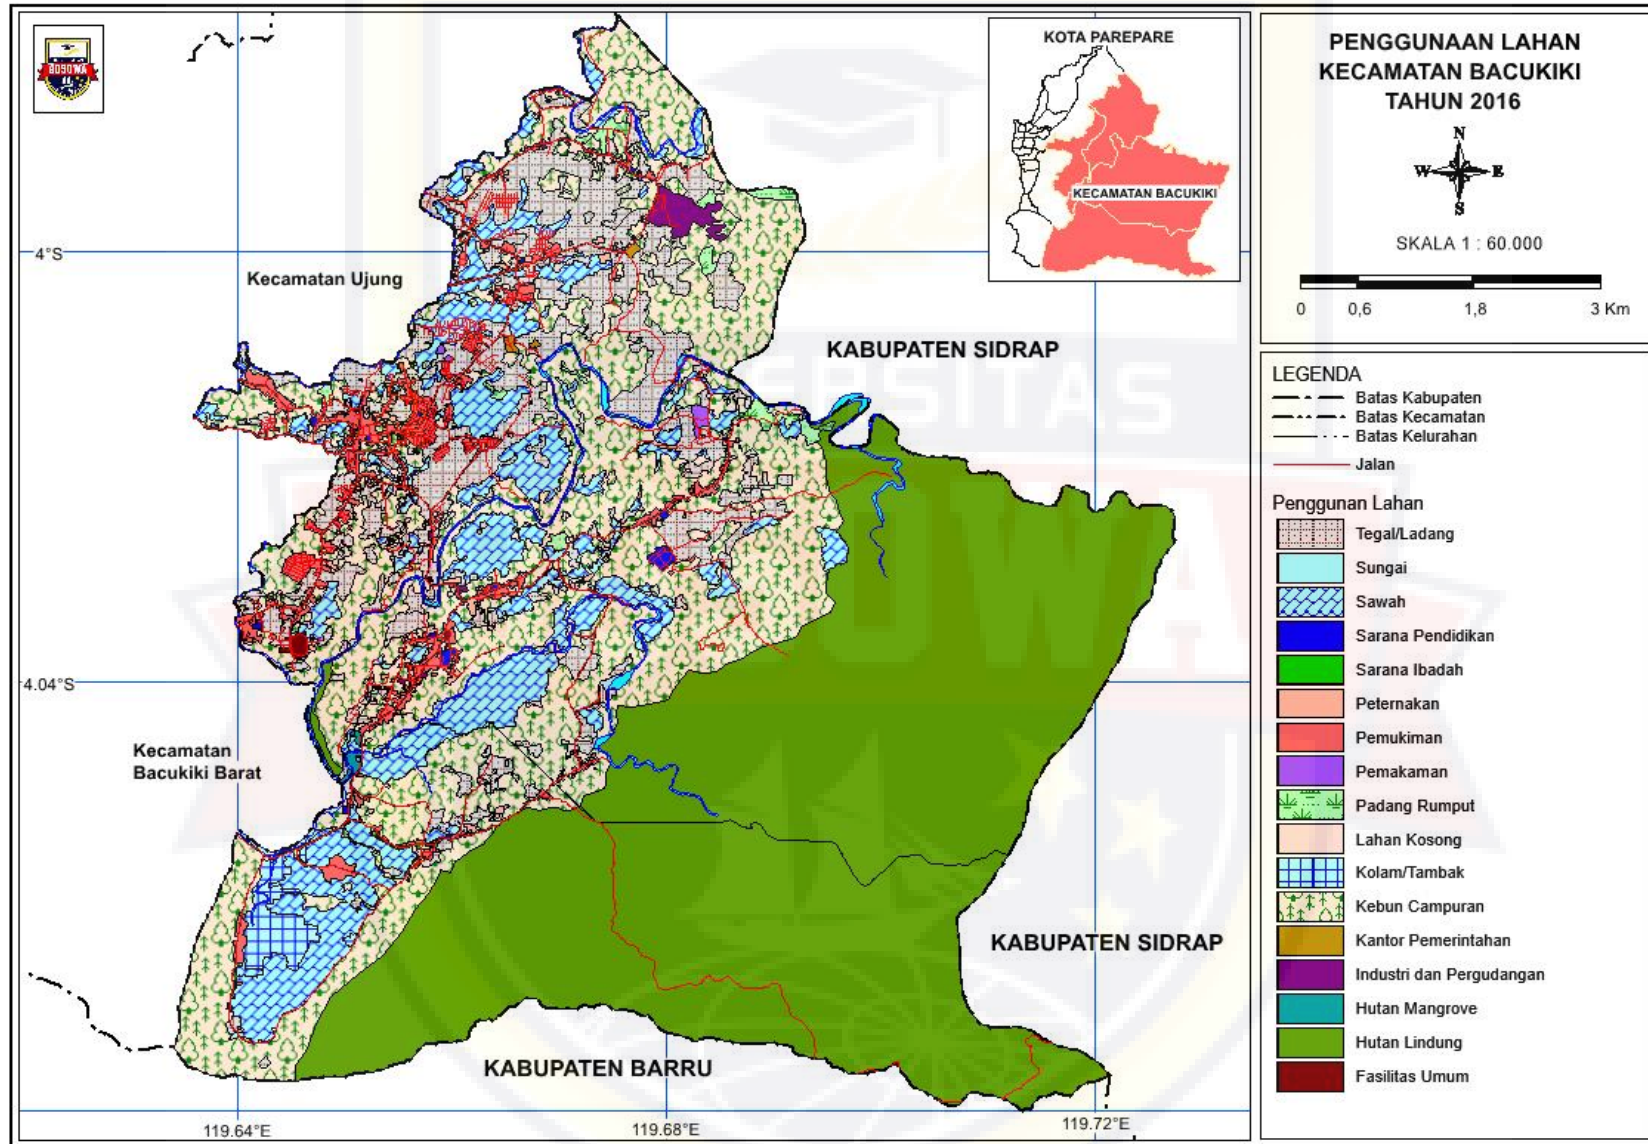 BOSOWA
KOTA PAREPARE
KECAMATAN BACUKIKI
4°S
4.04°S
Kecamatan Ujung
KABUPATEN SIDRAP
Kecamatan
Bacukiki Barat
KABUPATEN SIDRAP
KABUPATEN BARRU
119.64°E
119.68°E
119.72°E
PENGGUNAAN LAHAN
KECAMATAN BACUKIKI
TAHUN 2016
N
W E
S
SKALA 1 : 60.000
0 0,6 1,8 3 Km
LEGENDA
Batas Kabupaten
Batas Kecamatan
Batas Kelurahan
Jalan
Penggunan Lahan
Tegal/Ladang
Sungai
Sawah
Sarana Pendidikan
Sarana Ibadah
Peternakan
Pemukiman
Pemakaman
Padang Rumput
Lahan Kosong
Kolam/Tambak
Kebun Campuran
Kantor Pemerintahan
Industri dan Pergudangan
Hutan Mangrove
Hutan Lindung
Fasilitas Umum